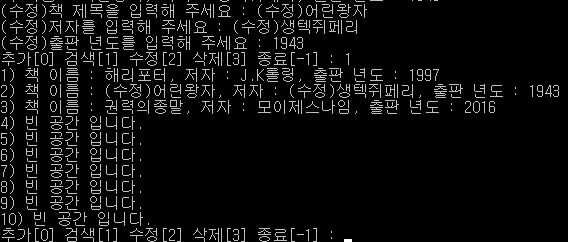 (수정)책 제목을 입력해 주세요 : (수정)어린왕자
(수정)저자를 입력해 주세요 : (수정)생텍쥐페리
(수정)출판 년도를 입력해 주세요 : 1943
추가[0] 검색[1] 수정[2] 삭제[3] 종료[-1] : 1
1) 책 이름 : 해리포터, 저자 : J.K롤링, 출판 년도 : 1997
2) 책 이름 : (수정)어린왕자, 저자 : (수정)생텍쥐페리, 출판 년도 : 1943
3) 책 이름 : 권력의종말, 저자 : 모이제스나임, 출판 년도 : 2016
4) 빈 공간 입니다.
5) 빈 공간 입니다.
6) 빈 공간 입니다.
7) 빈 공간 입니다.
8) 빈 공간 입니다.
9) 빈 공간 입니다.
10) 빈 공간 입니다.
추가[0] 검색[1] 수정[2] 삭제[3] 종료[-1] :